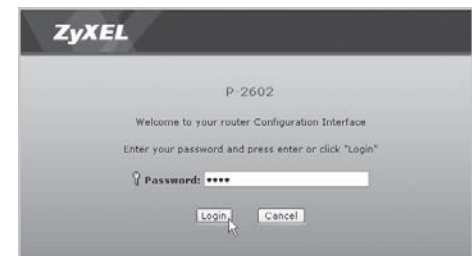 ZyXEL
P-2602
Welcome to your router Configuration Interface
Enter your password and press enter or click "Login"
Password: ••••
Login Cancel